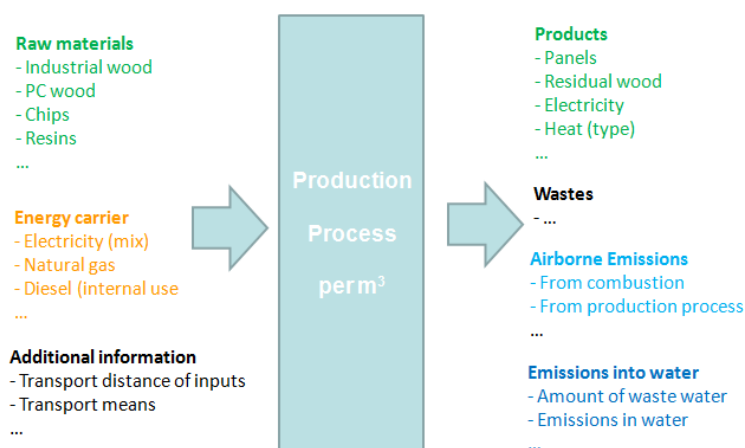 Raw materials
- Industrial wood
- PC wood
- Chips
- Resins
...
Energy carrier
- Electricity (mix)
- Natural gas
- Diesel (internal use
...
Additional information
- Transport distance of inputs
- Transport means
...
Production
Process
per m³
Products
- Panels
- Residual wood
- Electricity
- Heat (type)
...
Wastes
- ...
Airborne Emissions
- From combustion
- From production process
...
Emissions into water
- Amount of waste water
- Emissions in water
...